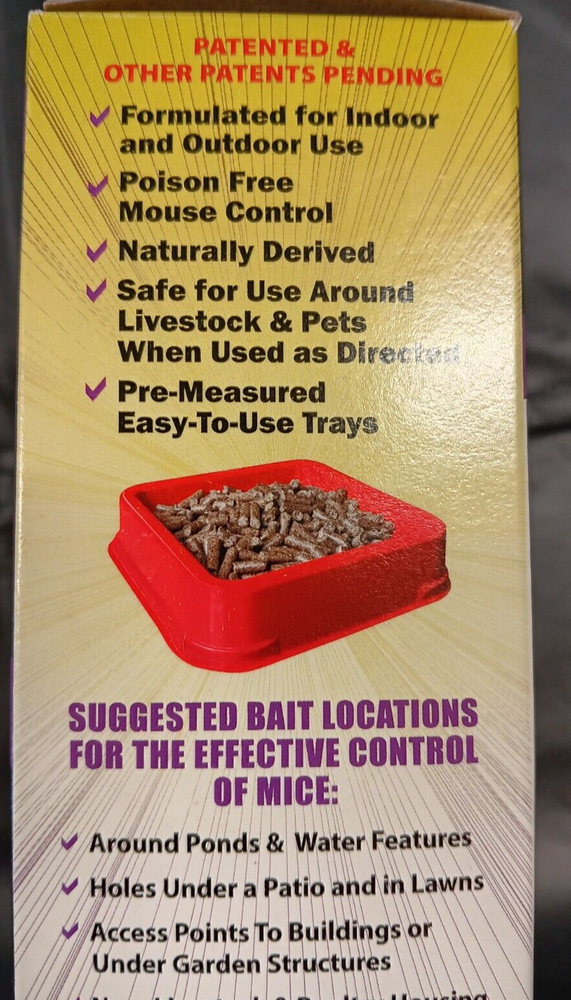 PATENTED &
OTHER PATENTS PENDING
Formulated for Indoor
and Outdoor Use
Poison Free
Mouse Control
Naturally Derived
Safe for Use Around
Livestock & Pets
When Used as Directed
Pre-Measured
Easy-To-Use Trays
SUGGESTED BAIT LOCATIONS
FOR THE EFFECTIVE CONTROL
OF MICE:
Around Ponds & Water Features
Holes Under a Patio and in Lawns
Access Points To Buildings or
Under Garden Structures